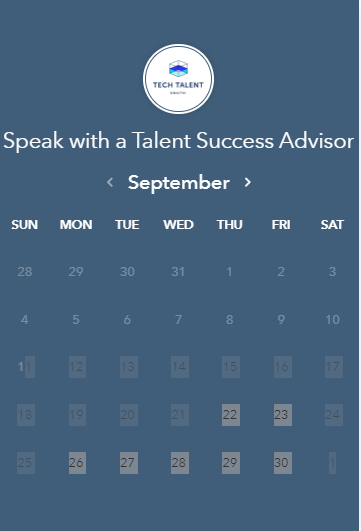 TECH TALENT
Speak with a Talent Success Advisor
< September >
SUN MON TUE WED THU FRI SAT
28 29 30 31 1 2 3
4 5 6 7 8 9 10
11 12 13 14 15 16 17
18 19 20 21 22 23 24
25 26 27 28 29 30 1